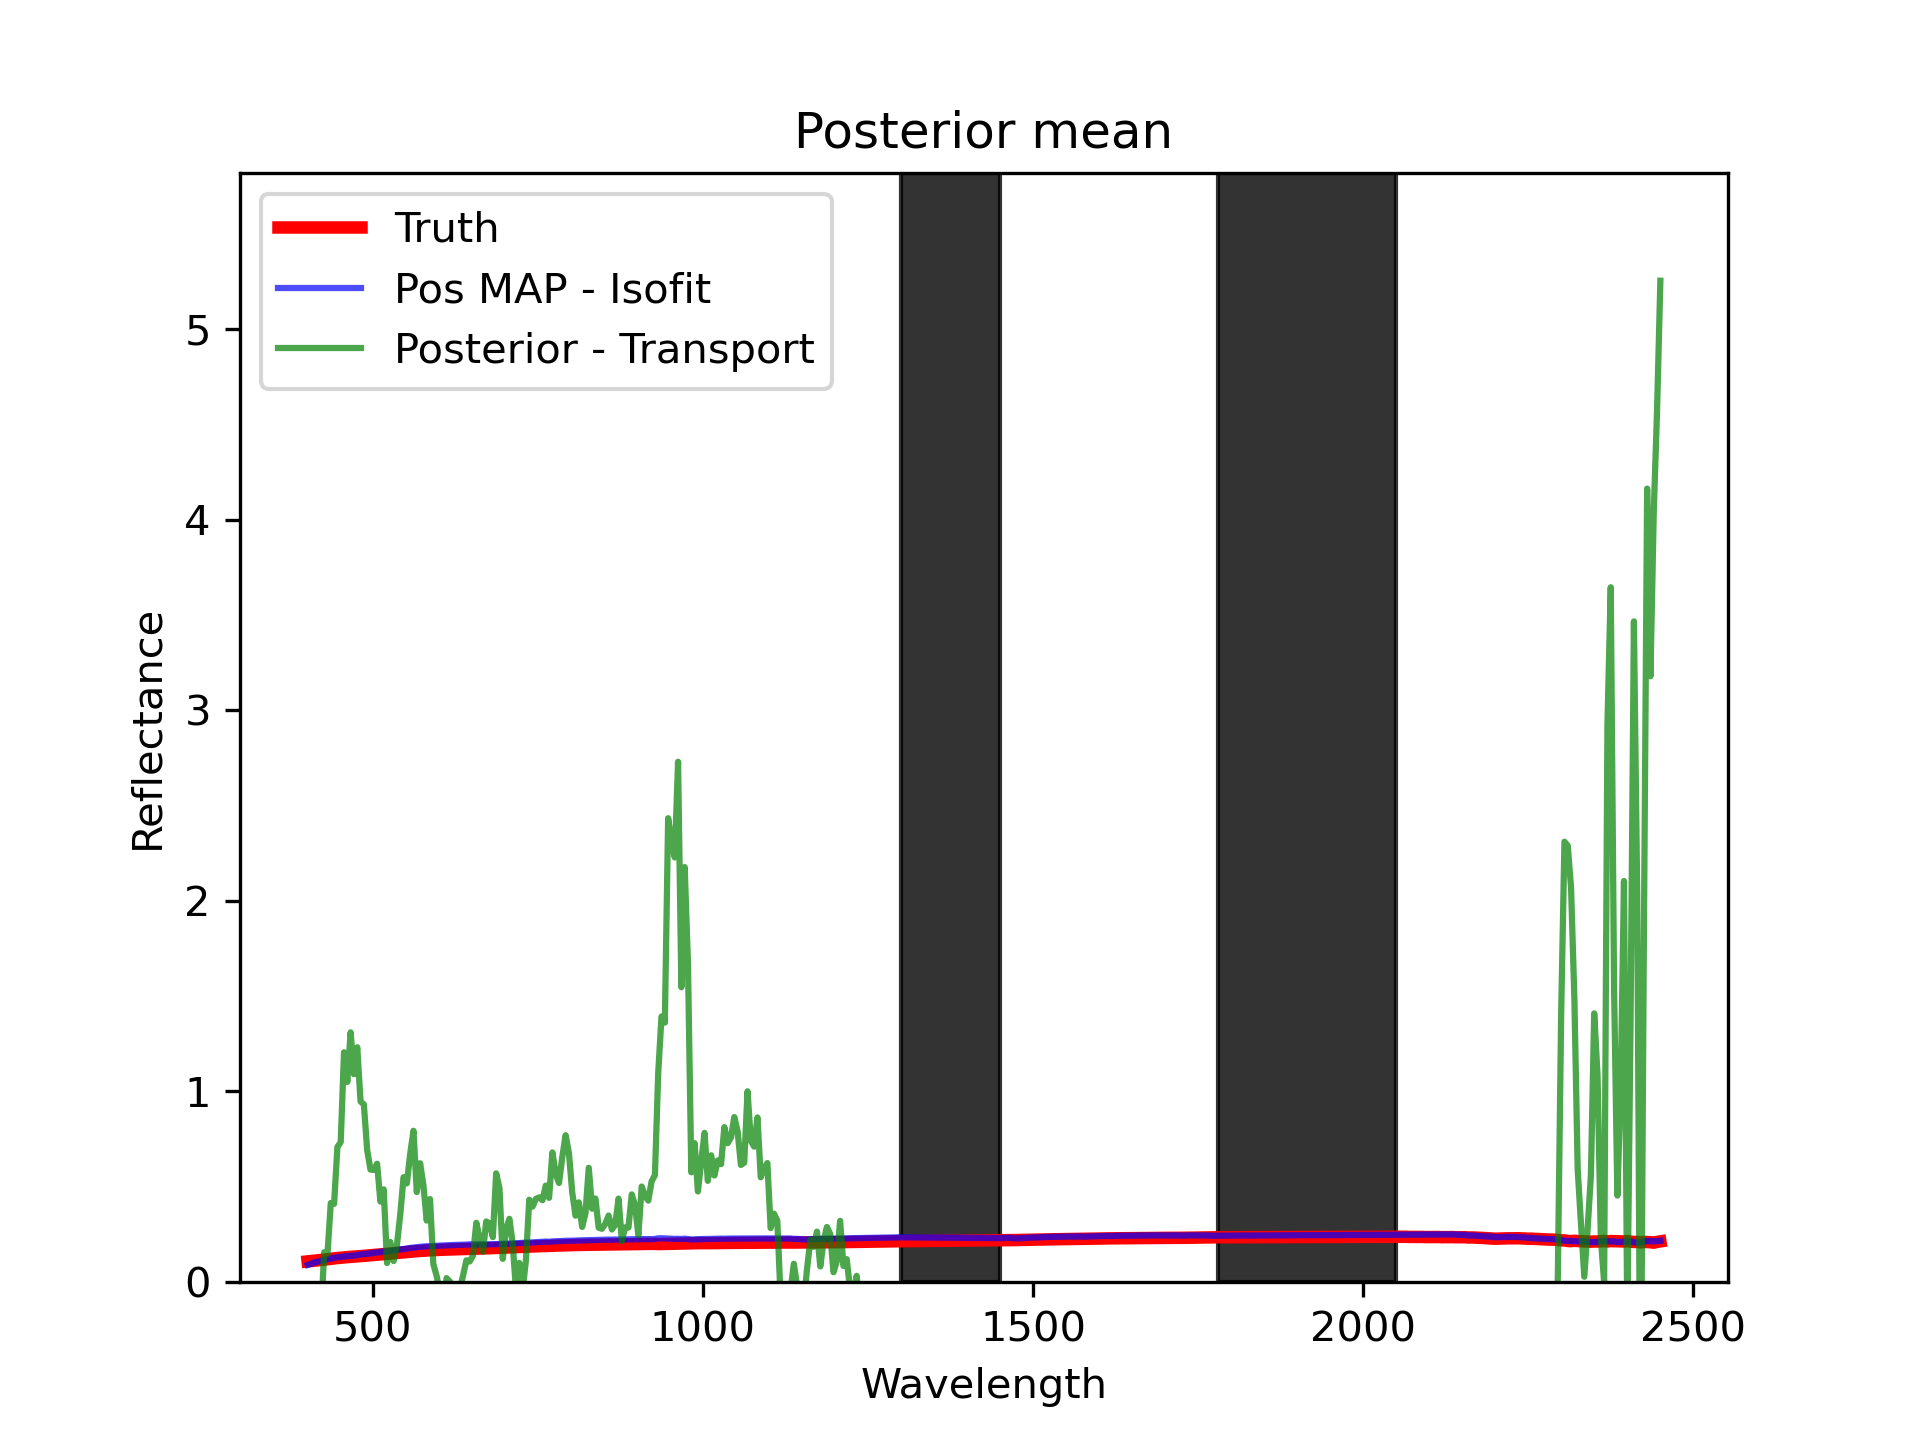 Posterior mean
Truth
Pos MAP - Isofit
Posterior - Transport
5
4
3
2
1
0
Reflectance
500 1000 1500 2000 2500
Wavelength